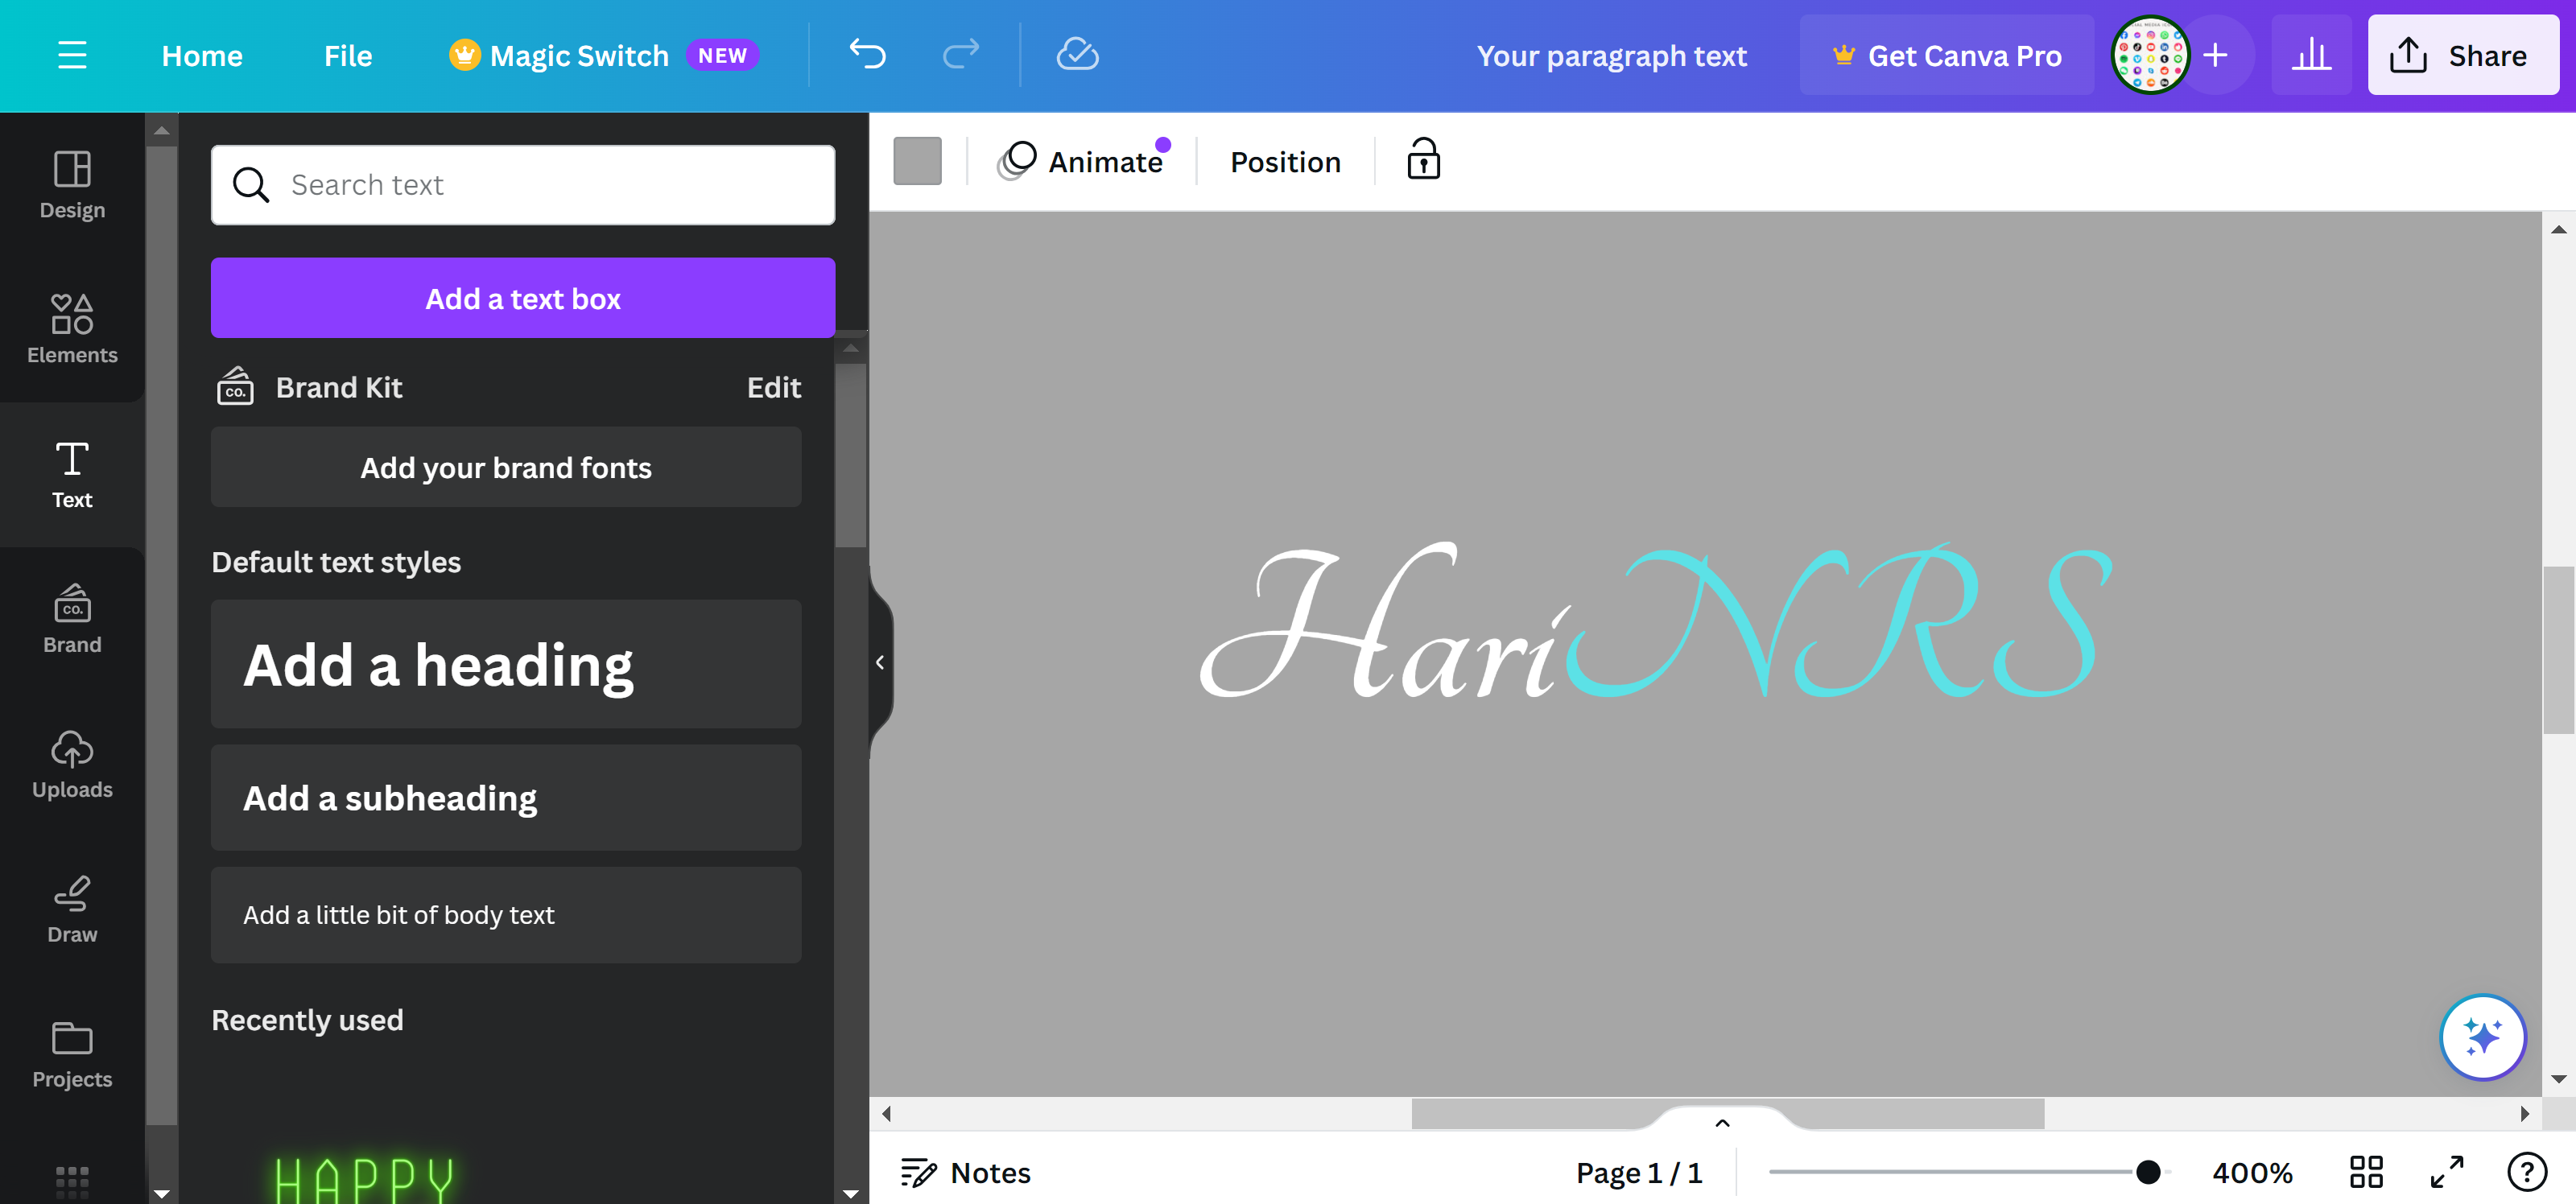 Home File Magic Switch NEW Your paragraph text Get Canva Pro Share
Design
Elements
Text
CO.
Brand
Uploads
Draw
Projects
Search text
Add a text box
CO. Brand Kit Edit
Add your brand fonts
Default text styles
Add a heading
Add a subheading
Add a little bit of body text
Recently used
HAPPY
Animate Position
HariNRS
Notes Page 1 / 1 400% ?